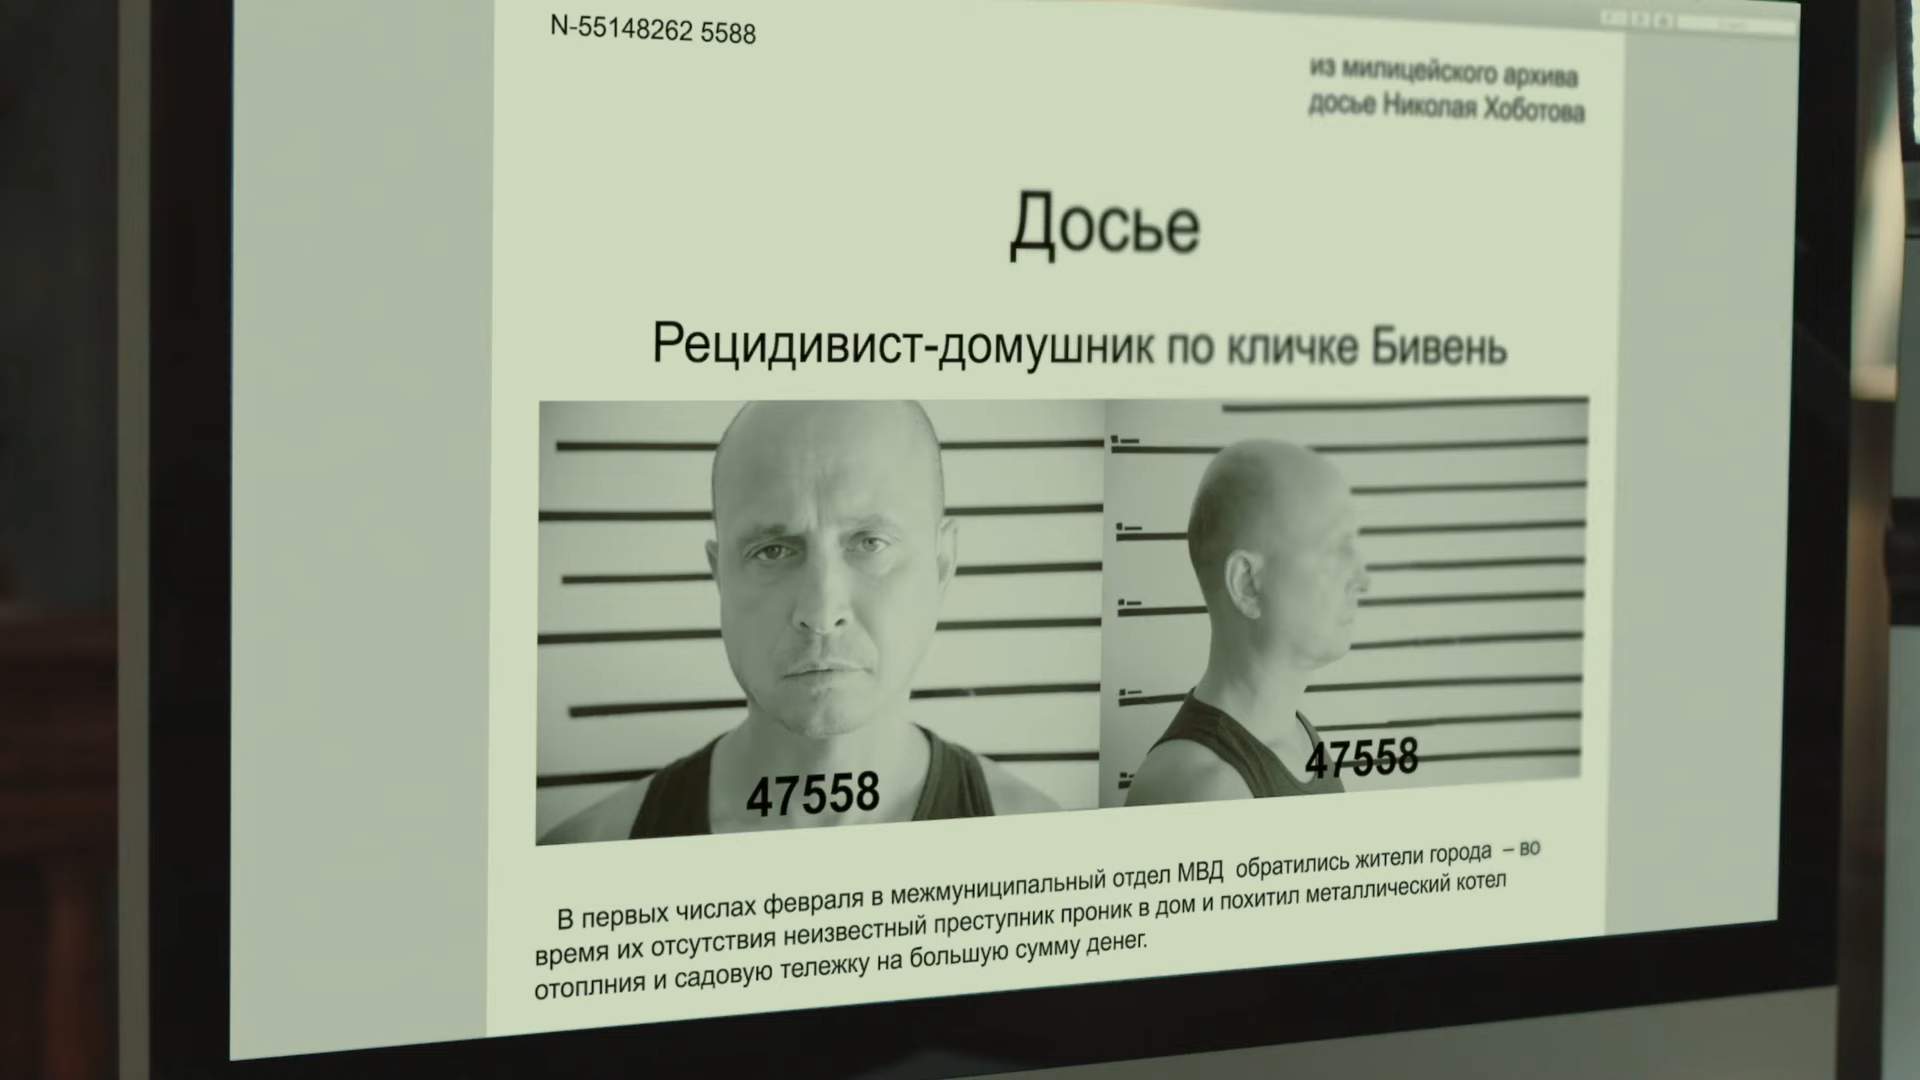 N-55148262 5588
из милицейского архива
досье Николая Хоботова
Досье
Рецидивист-домушник по кличке Бивень
47558
47558
В первых числах февраля в межмуниципальный отдел МВД обратились жители города – во
время их отсутствия неизвестный преступник проник в дом и похитил металлический котел
отоплния и садовую тележку на большую сумму денег.